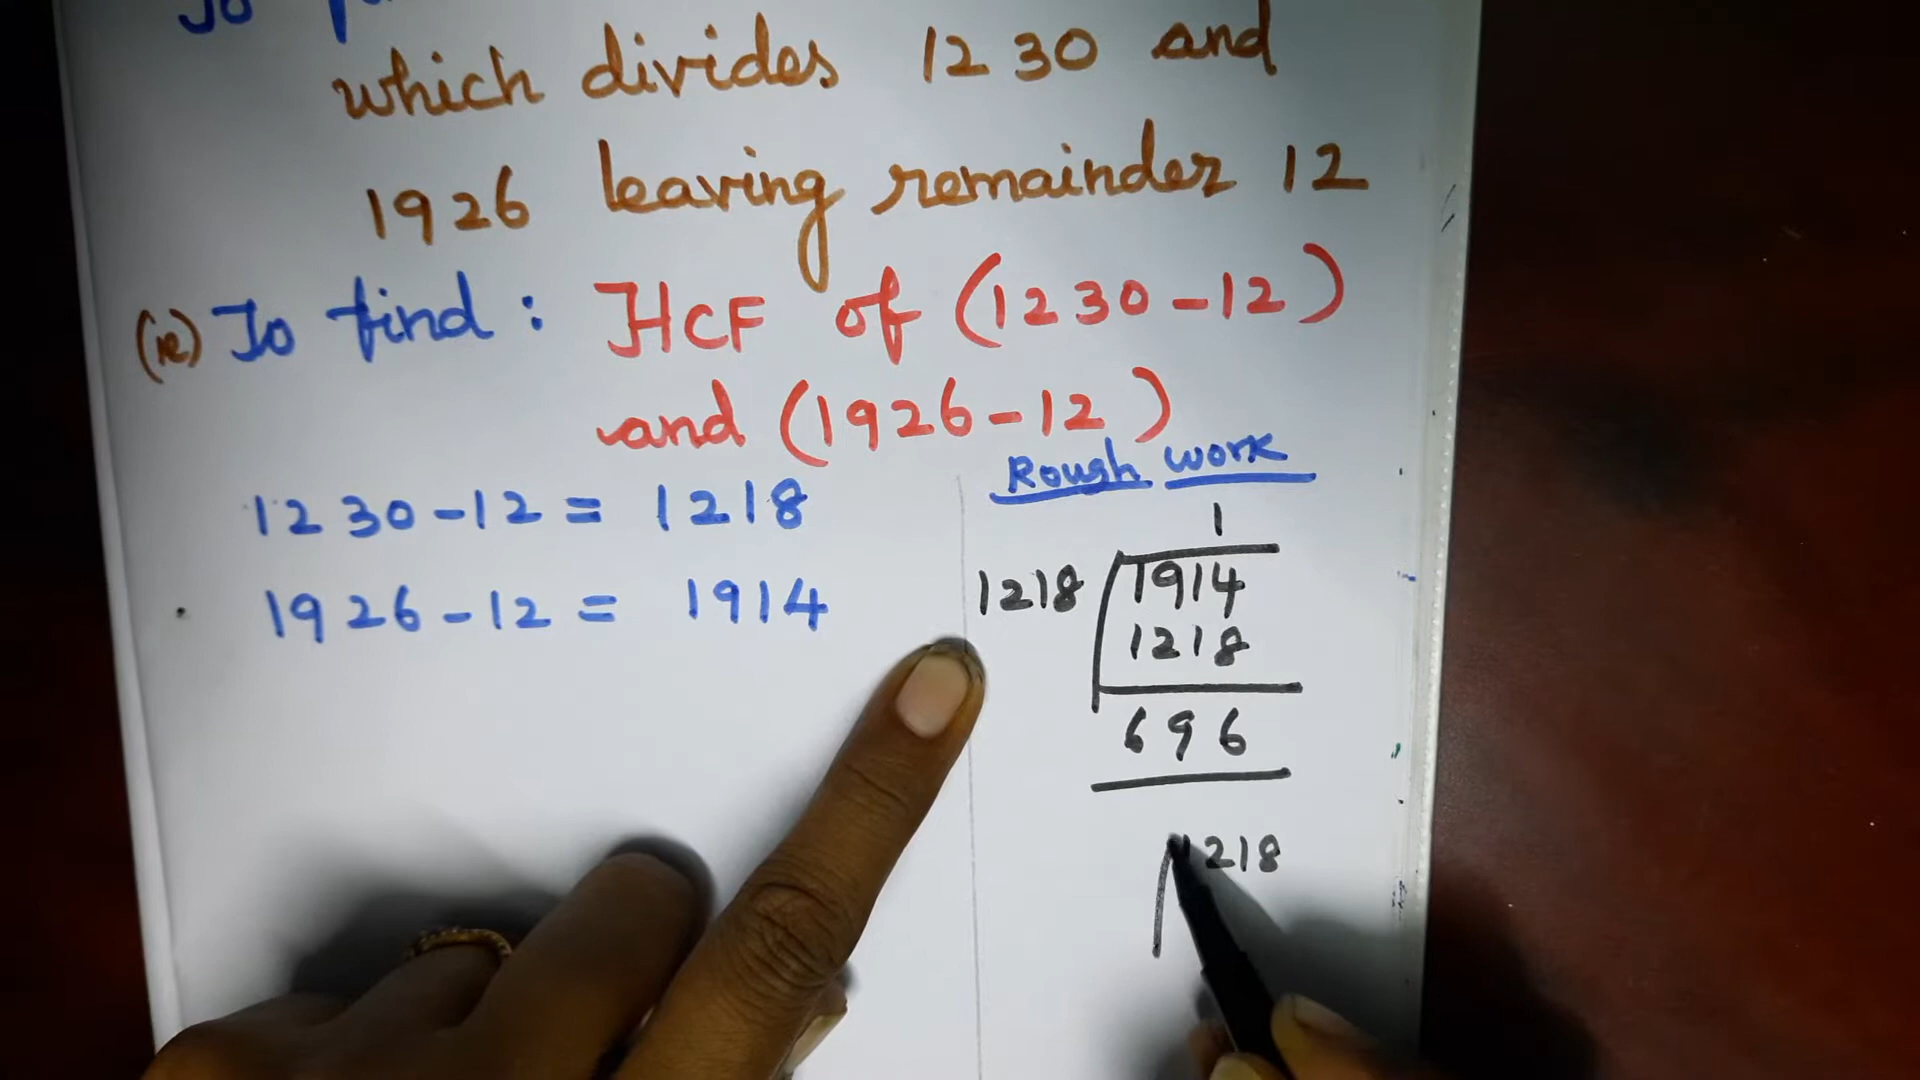 To
which divides 1230 and
1926 leaving remainder 12
(ie) To find : HCF of (1230-12)
and (1926-12)
Rough work
1230-12 = 1218
1926-12 = 1914
1
1218 1914
1218
696
1218